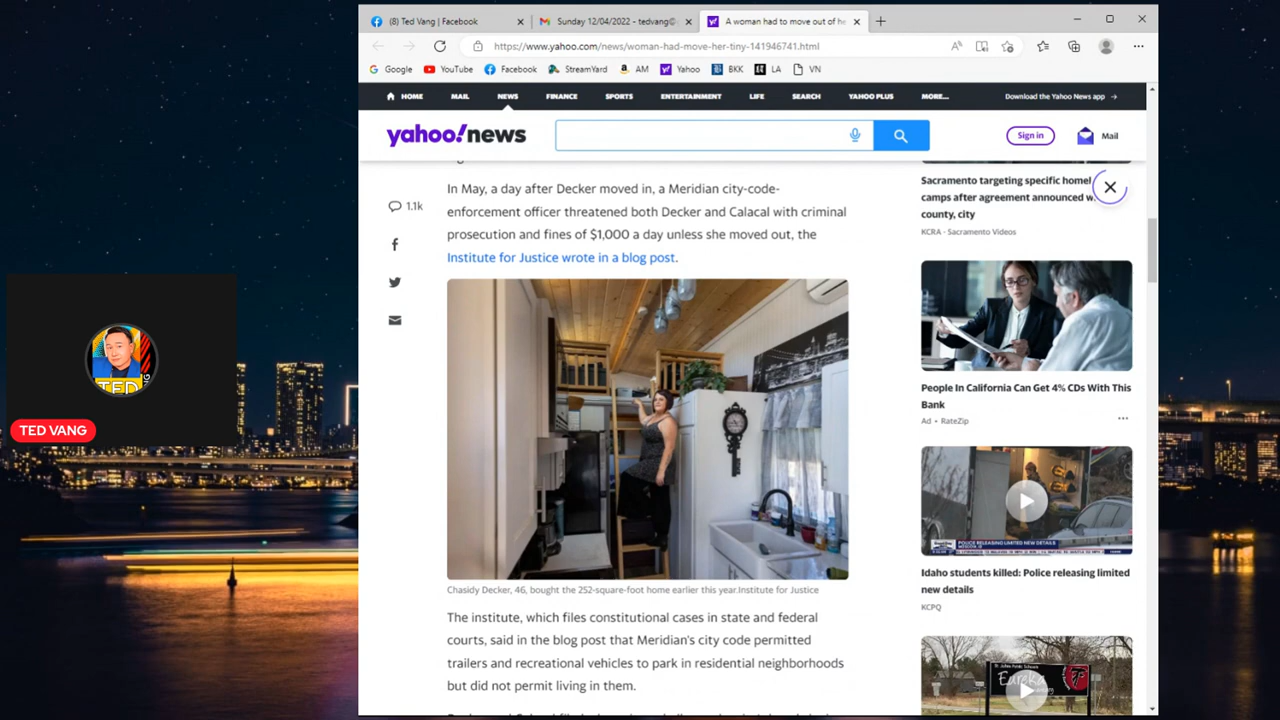 (8) Ted Vang | Facebook
Sunday 12/04/2022 - tedvang@
A woman had to move out of he
https://www.yahoo.com/news/woman-had-move-her-tiny-141946741.html
Google
YouTube
Facebook
StreamYard
AM
Yahoo
BKK
LA
VN
HOME
MAIL
NEWS
FINANCE
SPORTS
ENTERTAINMENT
LIFE
SEARCH
YAHOO PLUS
MORE...
Download the Yahoo News app →
yahoo!news
Sign in
Mail
1.1k
In May, a day after Decker moved in, a Meridian city-code-
enforcement officer threatened both Decker and Calacal with criminal
prosecution and fines of $1,000 a day unless she moved out, the
Institute for Justice wrote in a blog post.
Chasidy Decker, 46, bought the 252-square-foot home earlier this year.Institute for Justice
The institute, which files constitutional cases in state and federal
courts, said in the blog post that Meridian's city code permitted
trailers and recreational vehicles to park in residential neighborhoods
but did not permit living in them.
Sacramento targeting specific homel
camps after agreement announced w
county, city
KCRA - Sacramento Videos
People In California Can Get 4% CDs With This
Bank
Ad • RateZip
POLICE RELEASING LIMITED NEW DETAILS
Idaho students killed: Police releasing limited
new details
KCPQ
Eureka
TED
TED VANG